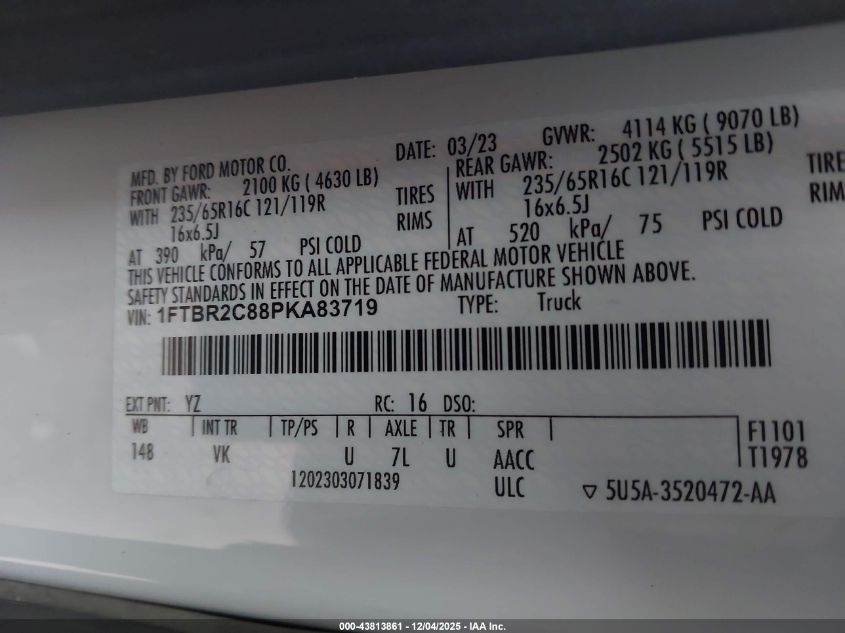 MFD. BY FORD MOTOR CO. DATE: 03/23 GVWR: 4114 KG ( 9070 LB)
FRONT GAWR: 2100 KG ( 4630 LB) REAR GAWR: 2502 KG ( 5515 LB)
WITH 235/65R16C 121/119R TIRES WITH 235/65R16C 121/119R TIRE
16x6.5J RIMS 16x6.5J RIM
AT 390 kPa/ 57 PSI COLD AT 520 kPa/ 75 PSI COLD
THIS VEHICLE CONFORMS TO ALL APPLICABLE FEDERAL MOTOR VEHICLE
SAFETY STANDARDS IN EFFECT ON THE DATE OF MANUFACTURE SHOWN ABOVE.
VIN: 1FTBR2C88PKA83719 TYPE: Truck
EXT PNT: YZ RC: 16 DSO:
WB INT TR TP/PS R AXLE TR SPR F1101
148 VK U 7L U AACC T1978
1202303071839 ULC ▽ 5U5A-3520472-AA
000-43813861 - 12/04/2025 - IAA Inc.